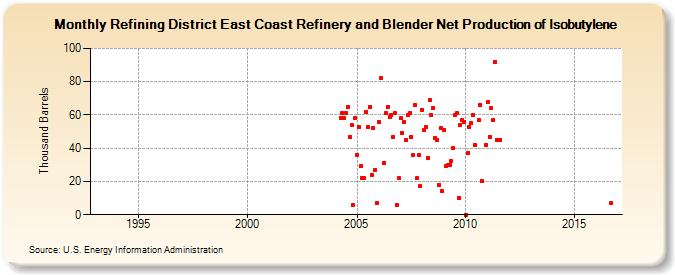 Monthly Refining District East Coast Refinery and Blender Net Production of Isobutylene
Thousand Barrels
100
80
60
40
20
0
1995 2000 2005 2010 2015
Source: U.S. Energy Information Administration